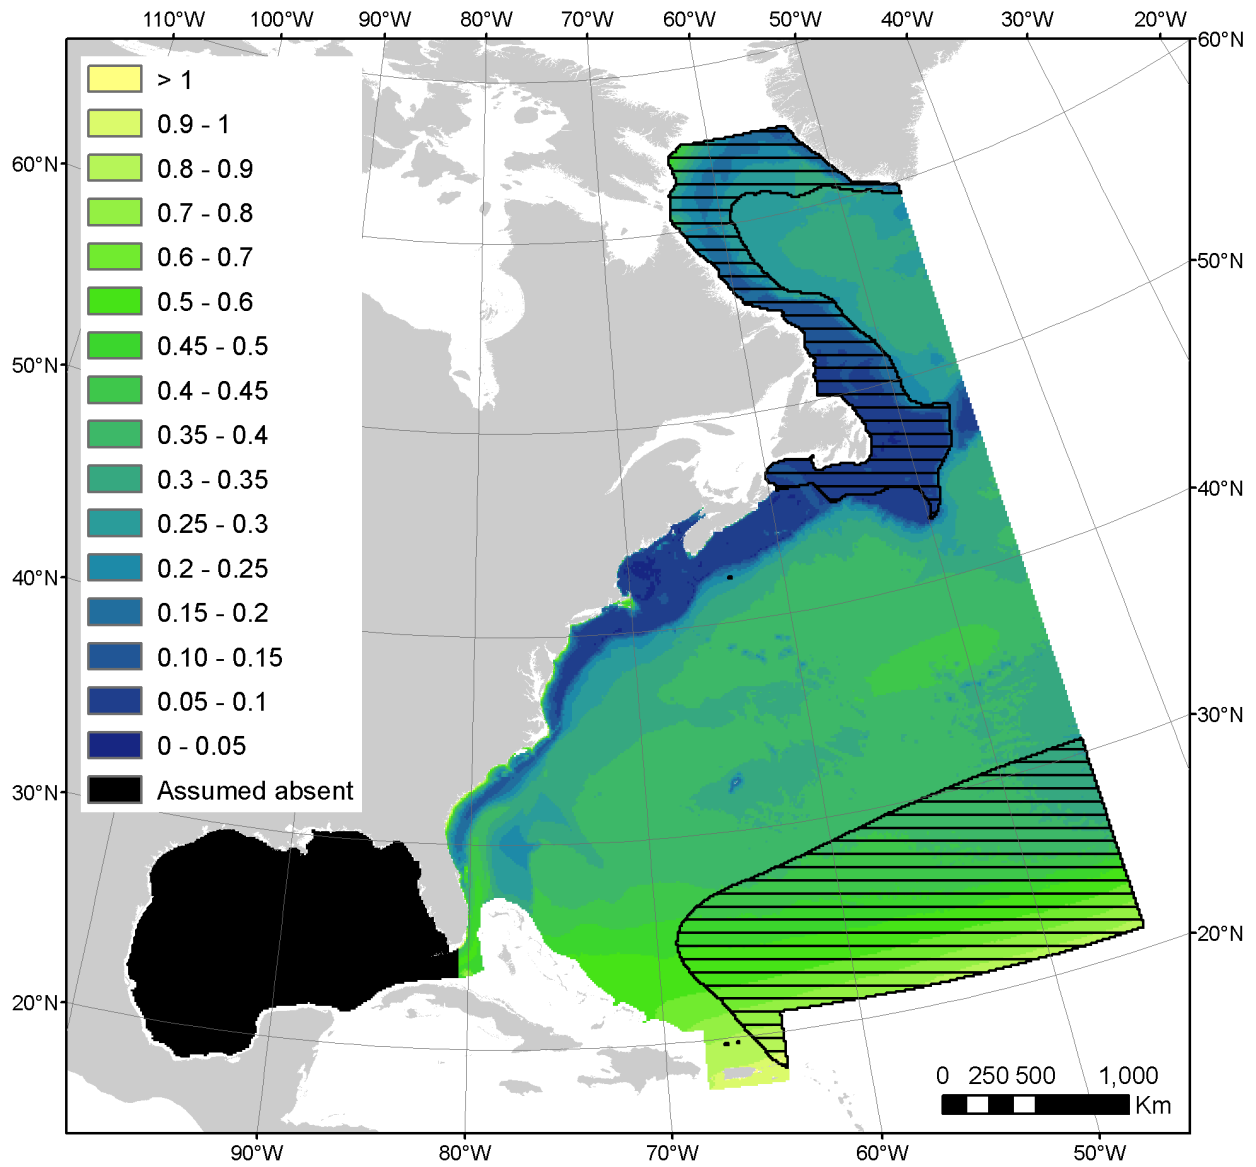 110°W 100°W 90°W 80°W 70°W 60°W 50°W 40°W 30°W 20°W
60°N
> 1
0.9 - 1
60°N
0.8 - 0.9
0.7 - 0.8
0.6 - 0.7
50°N
0.5 - 0.6
0.45 - 0.5
50°N
0.4 - 0.45
0.35 - 0.4
0.3 - 0.35
40°N
0.25 - 0.3
0.2 - 0.25
40°N
0.15 - 0.2
0.10 - 0.15
0.05 - 0.1
30°N
0 - 0.05
Assumed absent
30°N
20°N
20°N
0 250 500 1,000
Km
90°W 80°W 70°W 60°W 50°W